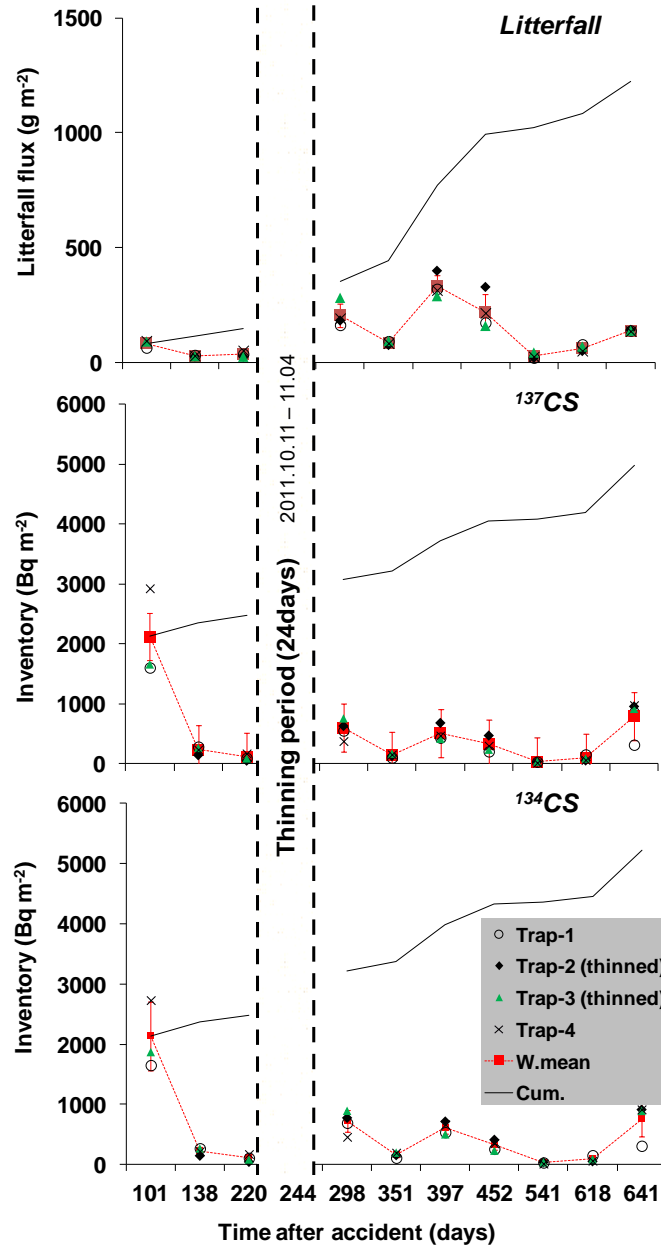 Litterfall
1500
1000
500
0
Litterfall flux (g m-2)
137CS
6000
5000
4000
3000
2000
1000
0
Inventory (Bq m-2)
Thinning period (24days) 2011.10.11 – 11.04
134CS
6000
5000
4000
3000
2000
1000
0
Inventory (Bq m-2)
Trap-1
Trap-2 (thinned)
Trap-3 (thinned)
Trap-4
W.mean
Cum.
101 138 220 244 298 351 397 452 541 618 641
Time after accident (days)